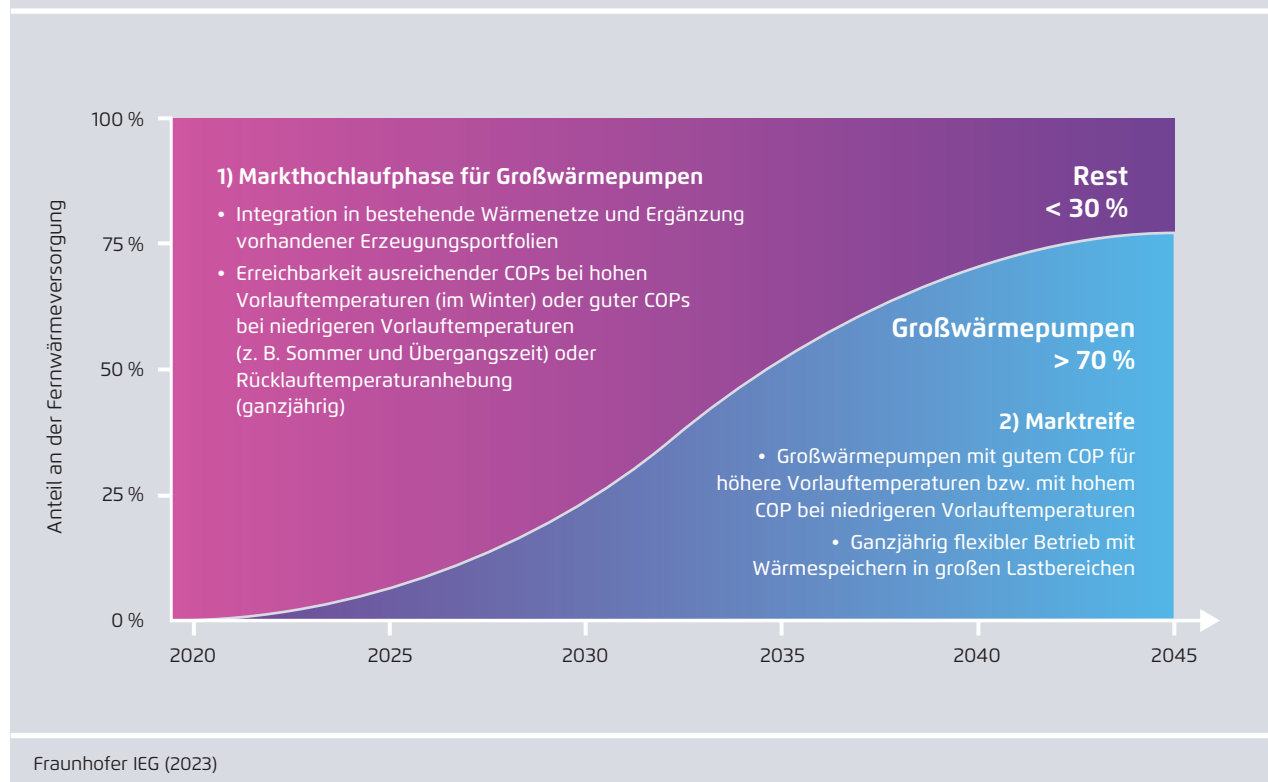 100 %
75 %
50 %
25 %
0 %
Anteil an der Fernwärmeversorgung
1) Markthochlaufphase für Großwärmepumpen
• Integration in bestehende Wärmenetze und Ergänzung
vorhandener Erzeugungsportfolien
• Erreichbarkeit ausreichender COPs bei hohen
Vorlauftemperaturen (im Winter) oder guter COPs
bei niedrigeren Vorlauftemperaturen
(z. B. Sommer und Übergangszeit) oder
Rücklauftemperaturanhebung
(ganzjährig)
Rest
< 30 %
Großwärmepumpen
> 70 %
2) Marktreife
• Großwärmepumpen mit gutem COP für
höhere Vorlauftemperaturen bzw. mit hohem
COP bei niedrigeren Vorlauftemperaturen
• Ganzjährig flexibler Betrieb mit
Wärmespeichern in großen Lastbereichen
2020
2025
2030
2035
2040
2045
Fraunhofer IEG (2023)